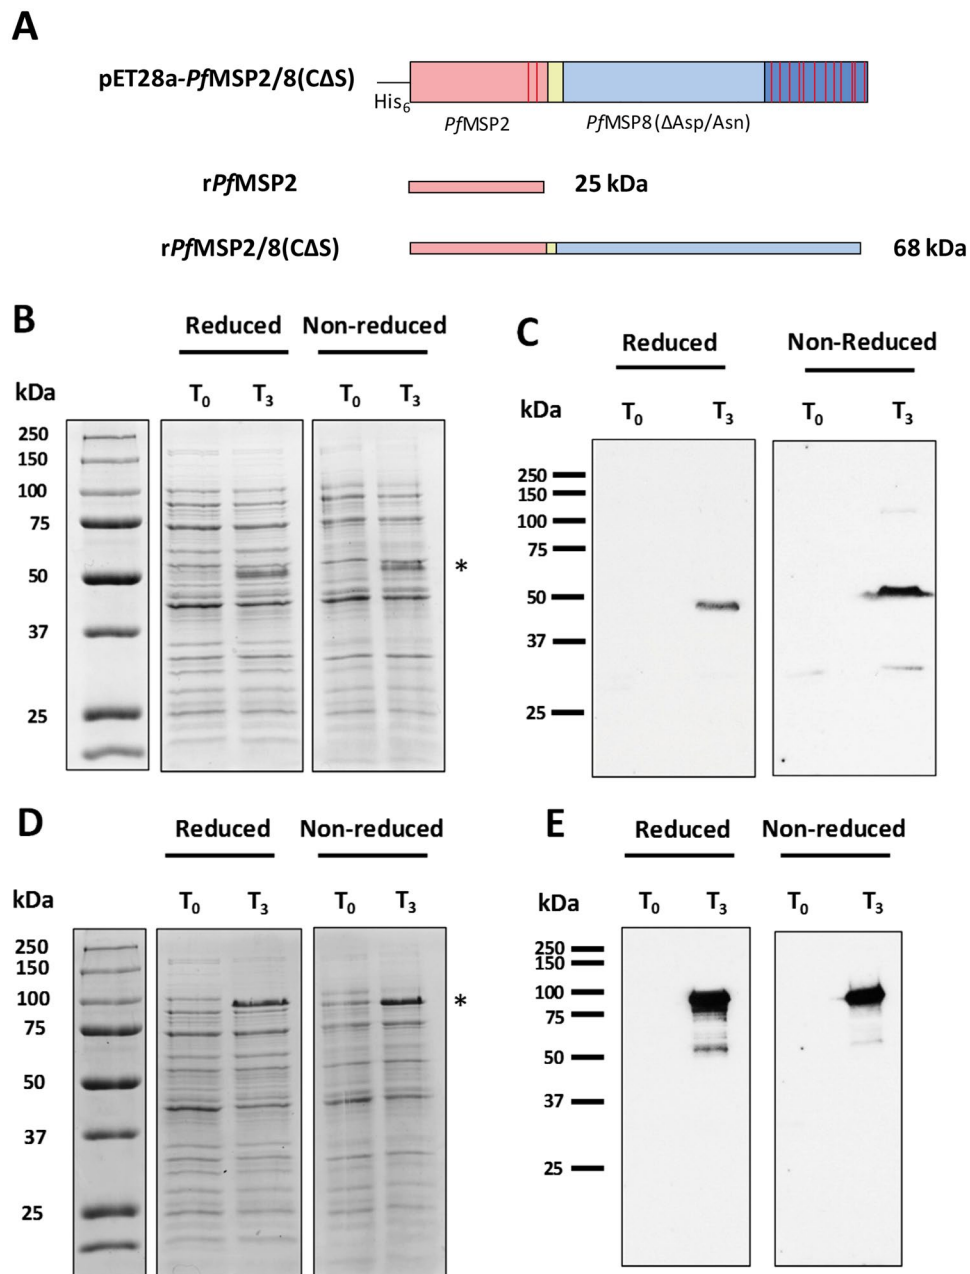 A
pET28a-PfMSP2/8(CΔS)
His6
PfMSP2
PfMSP8 (ΔAsp/Asn)
rPfMSP2
25 kDa
rPfMSP2/8(CΔS)
68 kDa
B
Reduced
Non-reduced
kDa
T0
T3
T0
T3
250
150
100
75
50
37
25
*
C
Reduced
Non-Reduced
kDa
T0
T3
T0
T3
250
150
100
75
50
37
25
D
Reduced
Non-reduced
kDa
T0
T3
T0
T3
250
150
100
75
50
37
25
*
E
Reduced
Non-reduced
kDa
T0
T3
T0
T3
250
150
100
75
50
37
25